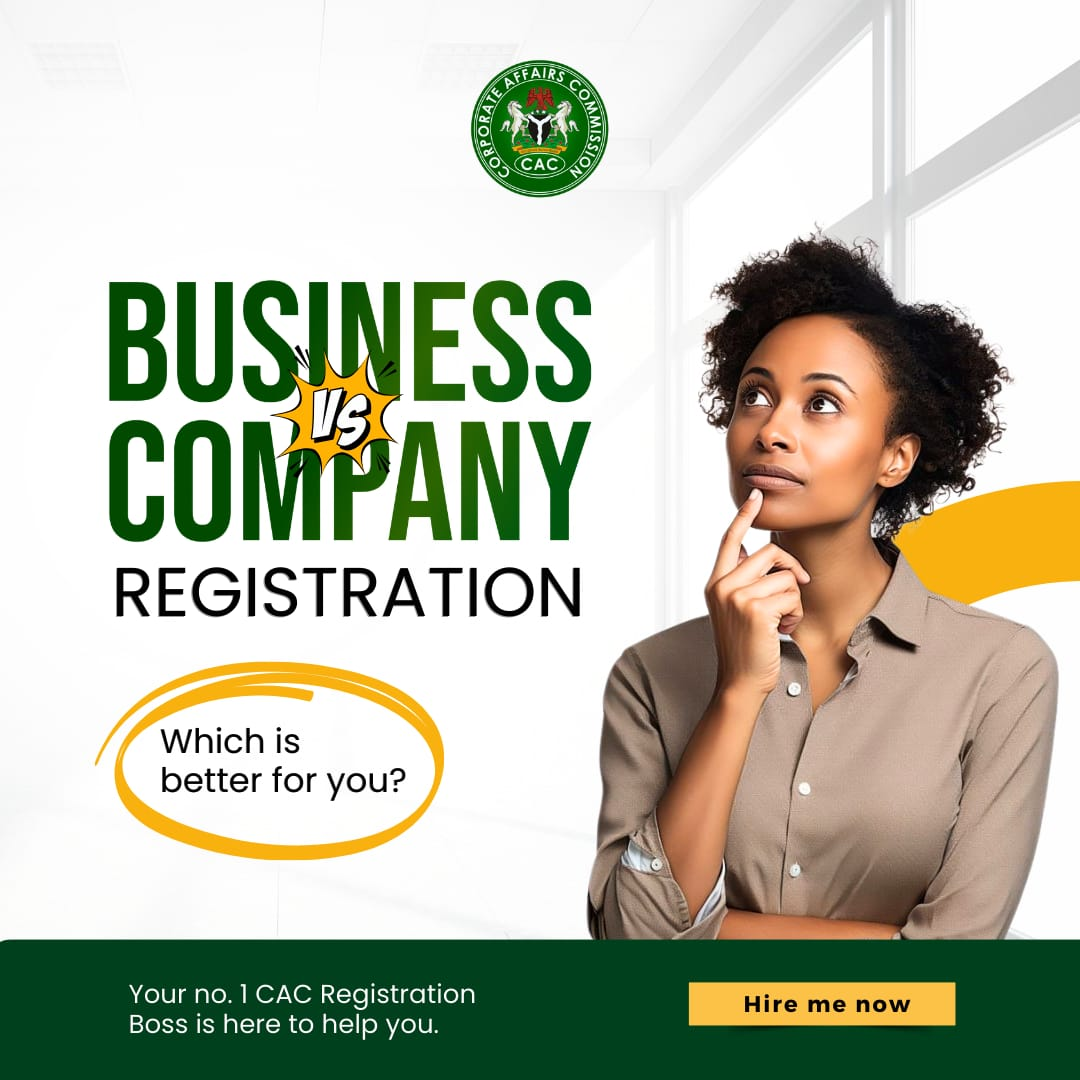 CORPORATE AFFAIRS COMMISSION
CAC
BUSINESS
VS
COMPANY
REGISTRATION
Which is
better for you?
Your no. 1 CAC Registration
Boss is here to help you.
Hire me now